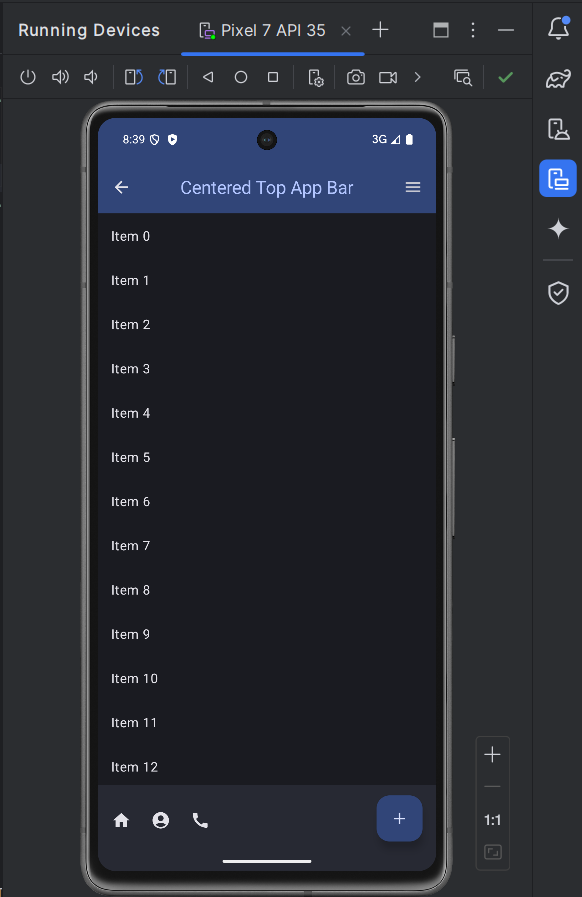 Running Devices
Pixel 7 API 35
8:39
3G
Centered Top App Bar
Item 0
Item 1
Item 2
Item 3
Item 4
Item 5
Item 6
Item 7
Item 8
Item 9
Item 10
Item 11
Item 12
1:1